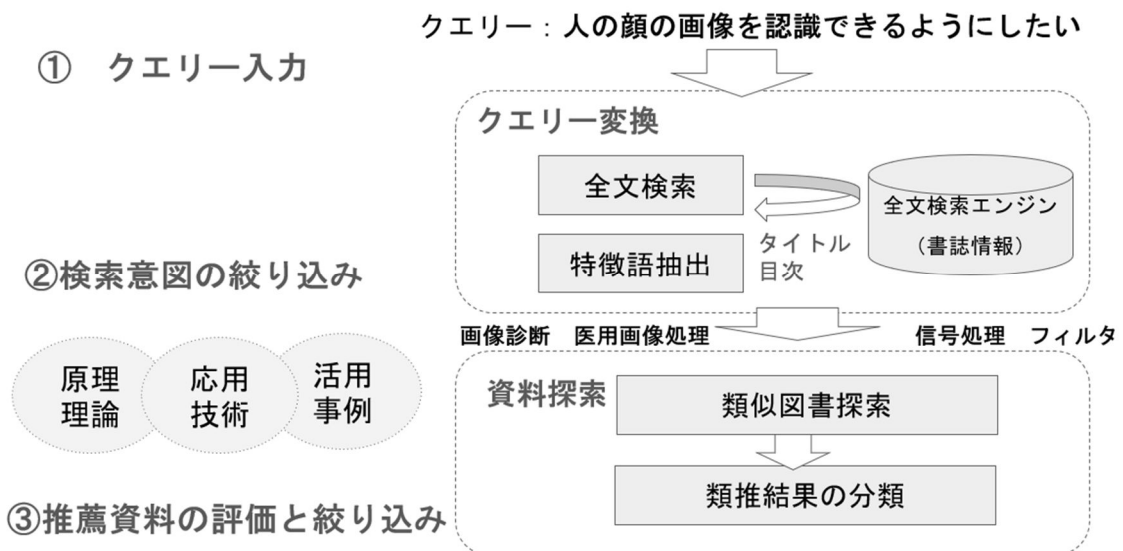 クエリー：人の顔の画像を認識できるようにしたい
① クエリー入力
クエリー変換
全文検索
全文検索エンジン
（書誌情報）
タイトル
目次
特徴語抽出
②検索意図の絞り込み
画像診断 医用画像処理
信号処理 フィルタ
原理
理論
応用
技術
活用
事例
資料探索
類似図書探索
類推結果の分類
③推薦資料の評価と絞り込み